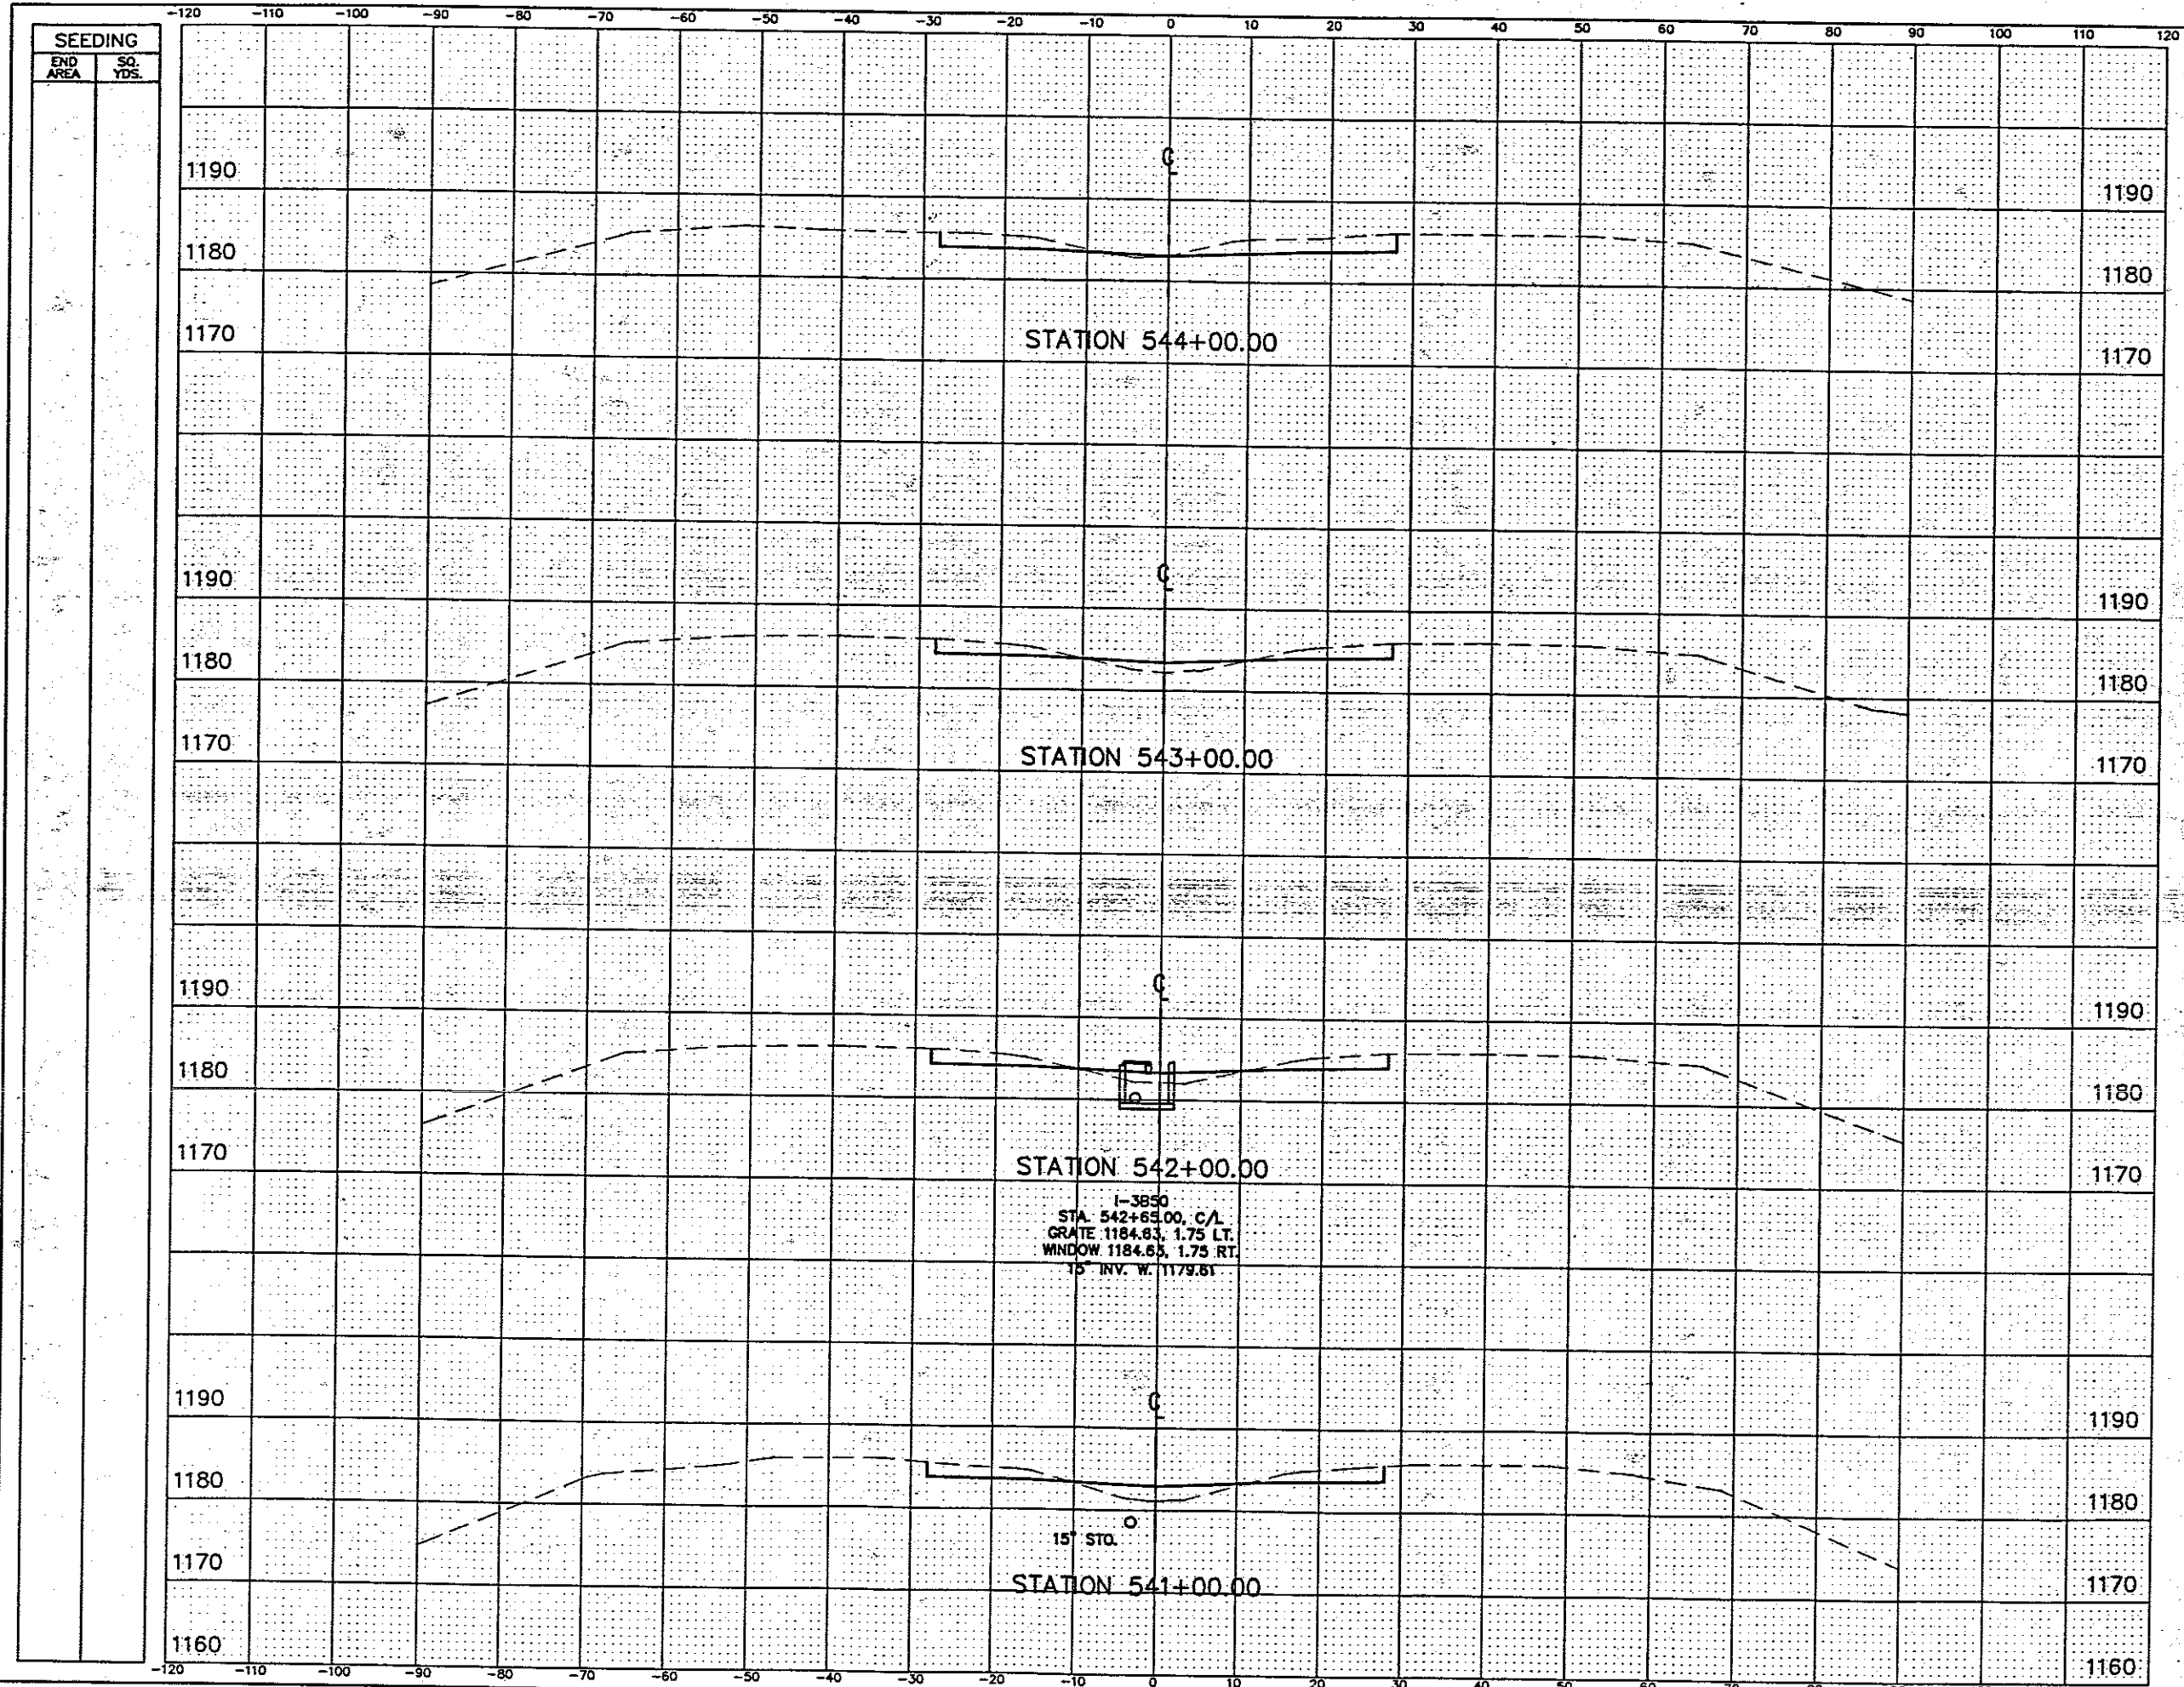 -120 -110 -100 -90 -80 -70 -60 -50 -40 -30 -20 -10 0 10 20 30 40 50 60 70 80 90 100 110 120
SEEDING
END AREA
SQ. YDS.
℄
1190 1190
1180 1180
1170 1170
STATION 544+00.00
℄
1190 1190
1180 1180
1170 1170
STATION 543+00.00
℄
1190 1190
1180 1180
1170 1170
STATION 542+00.00
I-3850
STA. 542+65.00, C/L
GRATE 1184.63, 1.75 LT.
WINDOW 1184.63, 1.75 RT.
15" INV. W. 1179.61
℄
1190 1190
1180 1180
15" STO.
1170 1170
STATION 541+00.00
1160 1160
-120 -110 -100 -90 -80 -70 -60 -50 -40 -30 -20 -10 0 10 20 30 40 50 60